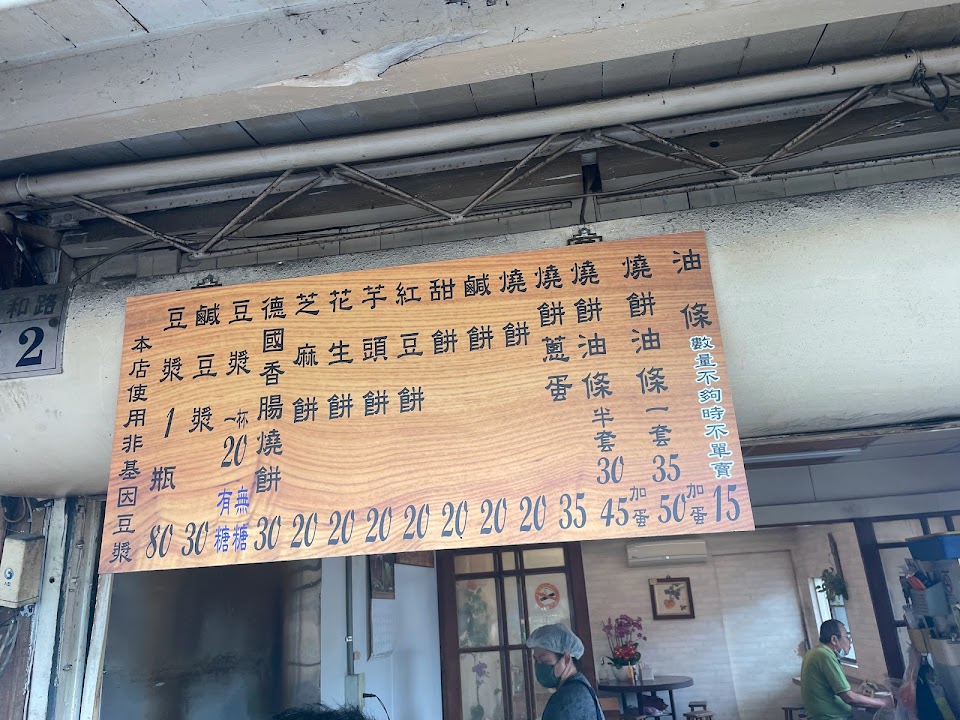 油條 數量不夠時不單賣 15
燒餅油條一套 35 加蛋 50
燒餅油條半套 30 加蛋 45
燒餅蔥蛋 35
燒餅 20
鹹餅 20
甜餅 20
紅豆餅 20
芋頭餅 20
花生餅 20
芝麻餅 20
德國香腸燒餅 30
豆漿一杯 20 無糖 有糖
鹹豆漿 30
豆漿1瓶 80
本店使用非基因豆漿
和路
2